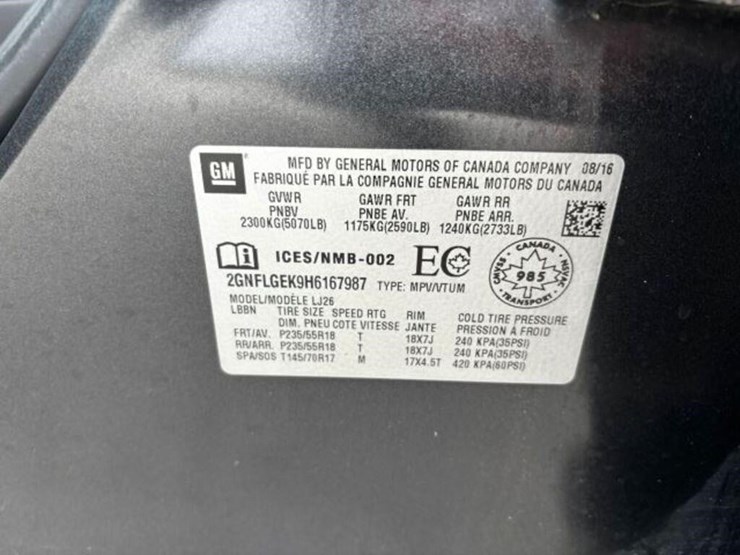 GM
MFD BY GENERAL MOTORS OF CANADA COMPANY 08/16
FABRIQUÉ PAR LA COMPAGNIE GENERAL MOTORS DU CANADA
GVWR GAWR FRT GAWR RR
PNBV PNBE AV. PNBE ARR.
2300KG(5070LB) 1175KG(2590LB) 1240KG(2733LB)
i ICES/NMB-002 EC
CANADA
CMVSS NSVAC
985
TRANSPORT
2GNFLGEK9H6167987 TYPE: MPV/VTUM
MODEL/MODÈLE LJ26
LBBN TIRE SIZE SPEED RTG RIM COLD TIRE PRESSURE
DIM. PNEU COTE VITESSE JANTE PRESSION À FROID
FRT/AV. P235/55R18 T 18X7J 240 KPA(35PSI)
RR/ARR. P235/55R18 T 18X7J 240 KPA(35PSI)
SPA/SOS T145/70R17 M 17X4.5T 420 KPA(60PSI)